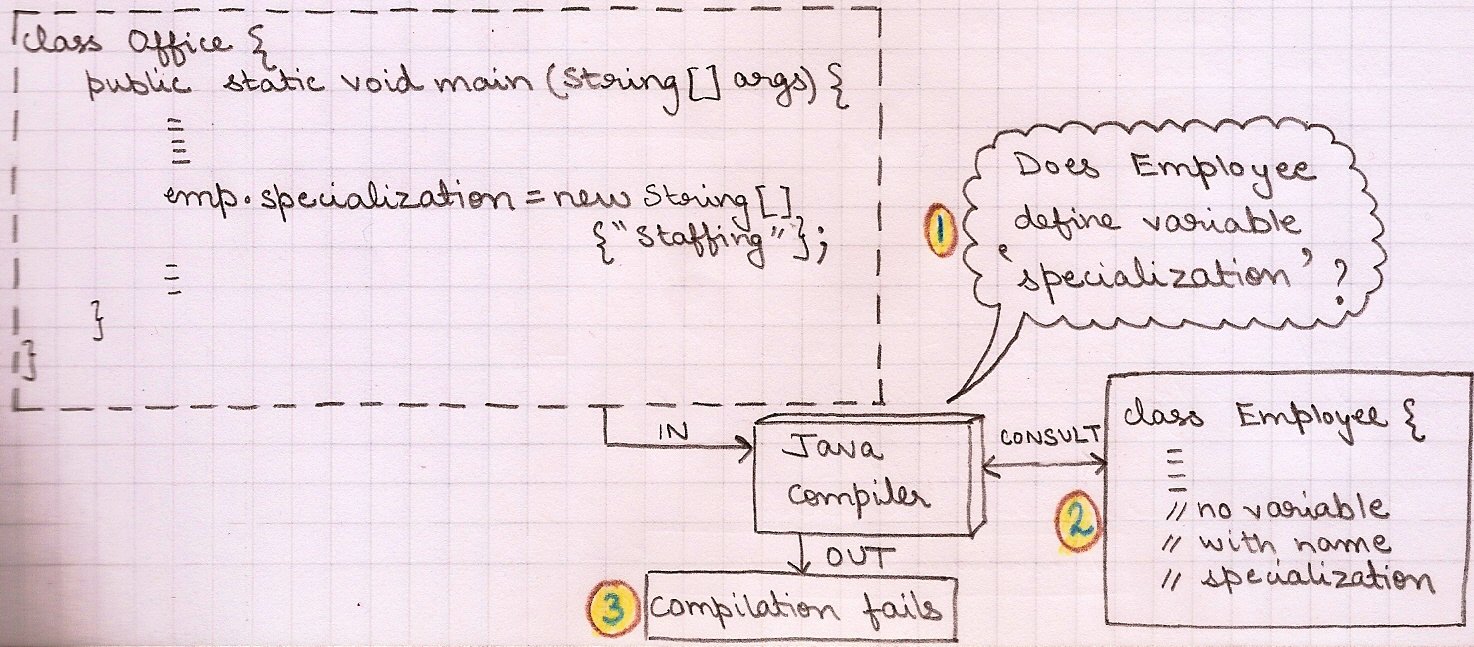 class Office {
public static void main (String[] args) {
emp.specialization = new String[]
{"Staffing"};
}
}
1
Does Employee
define variable
'specialization' ?
IN
Java
compiler
CONSULT
2
class Employee {
// no variable
// with name
// specialization
OUT
3
compilation fails